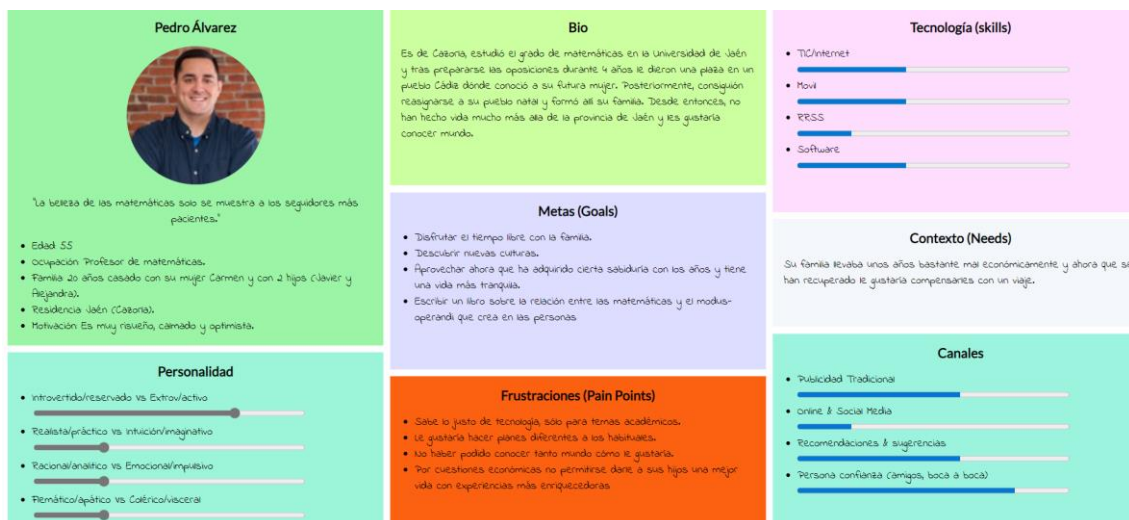 Pedro Álvarez
"La belleza de las matemáticas solo se muestra a los seguidores más
pacientes."
Edad 55
Ocupación Profesor de matemáticas.
Familia 20 años casado con su mujer Carmen y con 2 hijos (Javier y
Alejandra).
Residencia Jaén (Cazorla).
Motivación Es muy risueño, calmado y optimista.
Personalidad
Introvertido/reservado vs Extrov/activo
Realista/práctico vs Intuición/imaginativo
Racional/analítico vs Emocional/impulsivo
Flemático/apático vs Colérico/visceral
Bio
Es de Cazorla, estudió el grado de matemáticas en la Universidad de Jaén
y tras prepararse las oposiciones durante 4 años le dieron una plaza en un
pueblo Cádiz dónde conoció a su futura mujer. Posteriormente, consiguión
reasignarse a su pueblo natal y formó allí su familia. Desde entonces, no
han hecho vida mucho más alla de la provincia de Jaén y les gustaría
conocer mundo.
Metas (Goals)
Disfrutar el tiempo libre con la familia.
Descubrir nuevas culturas.
Aprovechar ahora que ha adquirido cierta sabiduría con los años y tiene
una vida más tranquila.
Escribir un libro sobre la relación entre las matemáticas y el modus-
operandi que crea en las personas
Frustraciones (Pain Points)
Sabe lo justo de tecnología, sólo para temas académicos.
Le gustaría hacer planes diferentes a los habituales.
No haber podido conocer tanto mundo cómo le gustaría.
Por cuestiones económicas no permitirse darle a sus hijos una mejor
vida con experiencias más enriquecedoras
Tecnología (skills)
TIC/Internet
Movil
RRSS
Software
Contexto (Needs)
Su familia llevaba unos años bastante mal económicamente y ahora que se
han recuperado le gustaría compensarles con un viaje.
Canales
Publicidad Tradicional
Online & Social Media
Recomendaciones & sugerencias
Persona confianza (amigos, boca a boca)